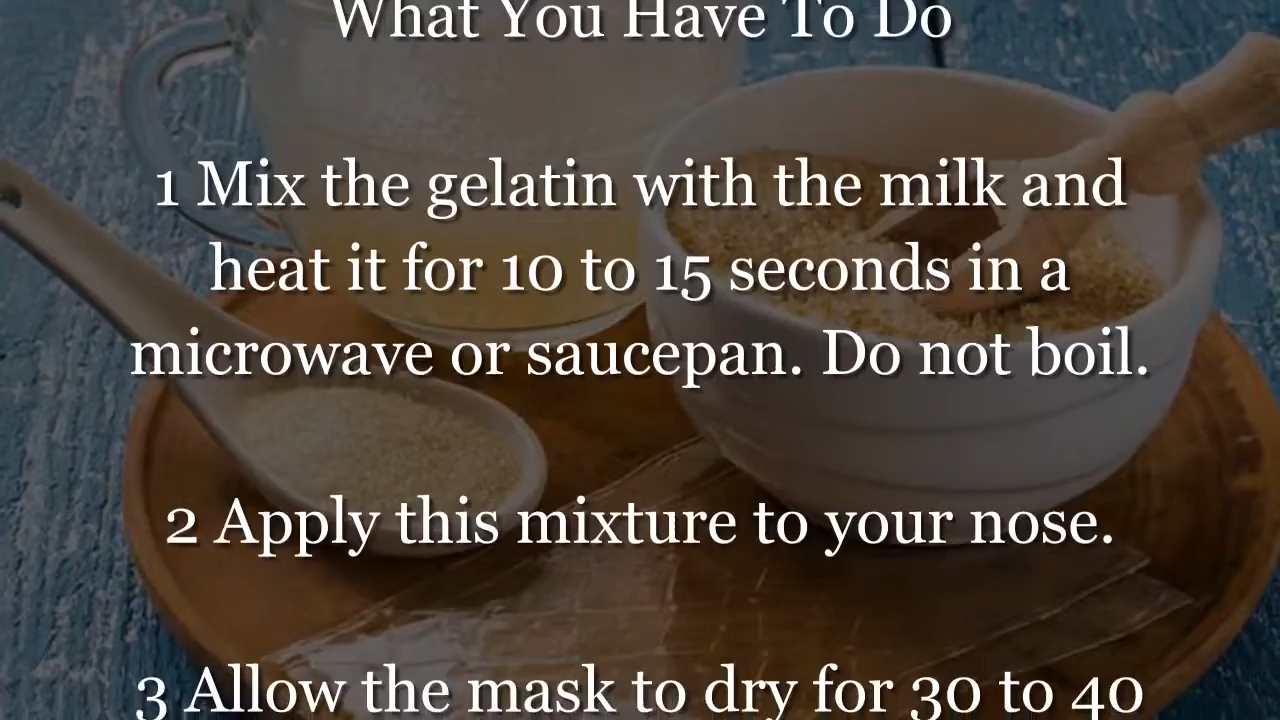 What You Have To Do
1 Mix the gelatin with the milk and
heat it for 10 to 15 seconds in a
microwave or saucepan. Do not boil.
2 Apply this mixture to your nose.
3 Allow the mask to dry for 30 to 40